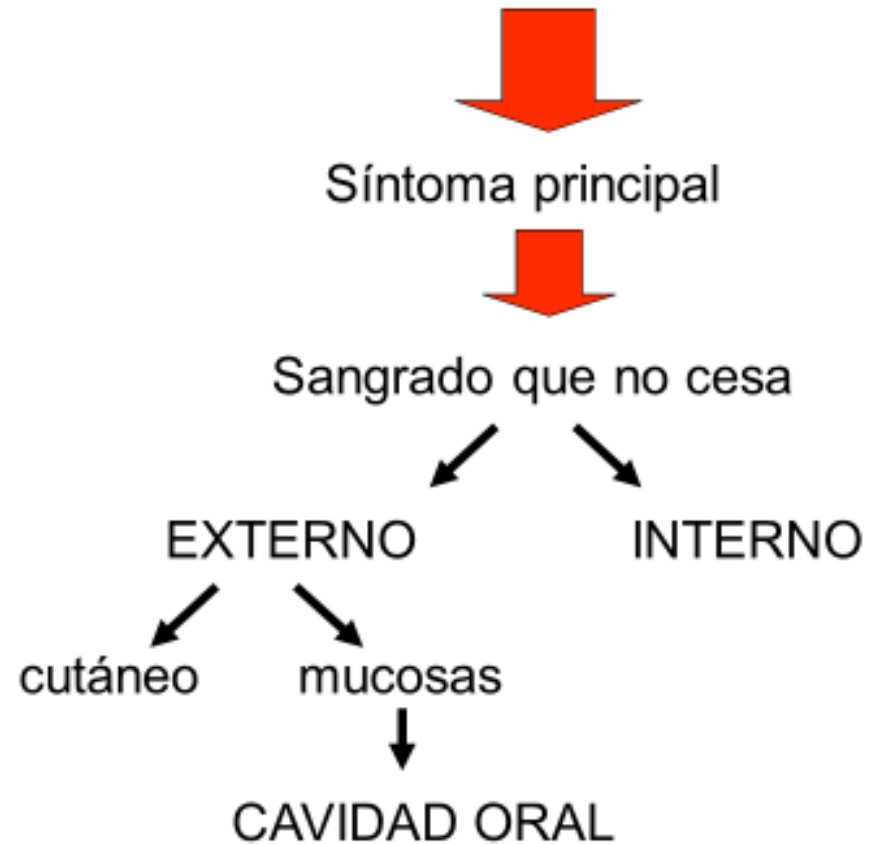 Síntoma principal
Sangrado que no cesa
EXTERNO
INTERNO
cutáneo
mucosas
CAVIDAD ORAL